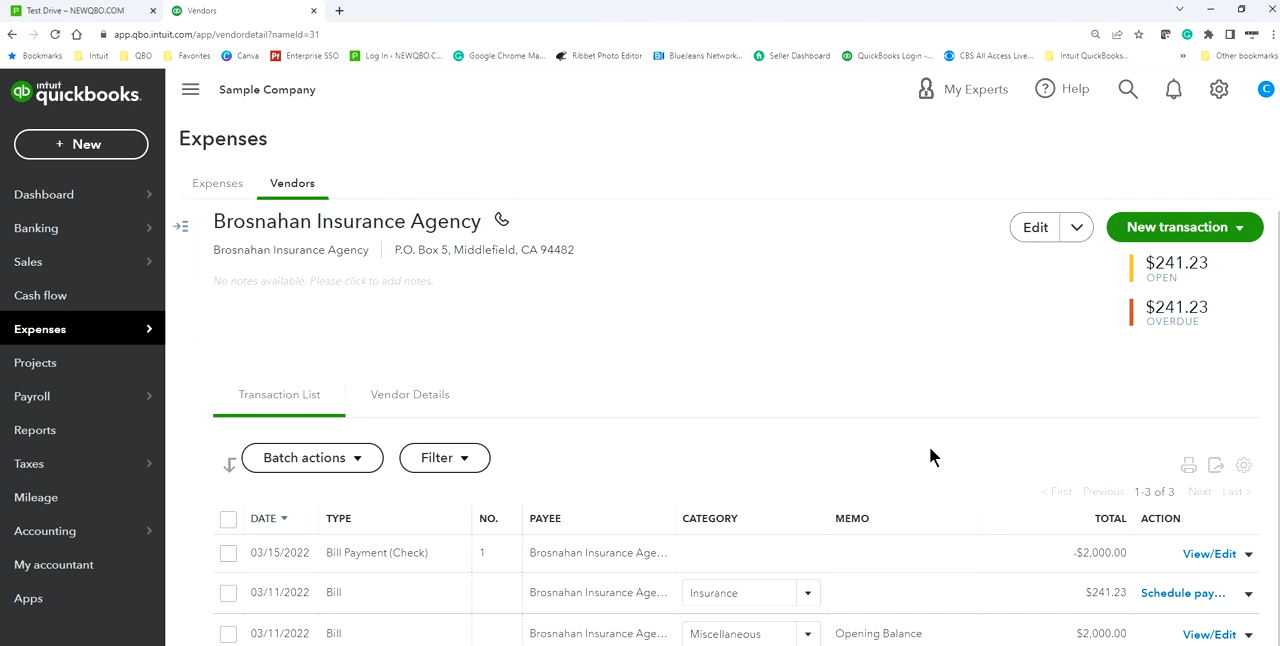 Test Drive – NEWQBO.COM
Vendors
app.qbo.intuit.com/app/vendordetail?nameId=31
Bookmarks Intuit QBO Favorites Canva Enterprise SSO Log In ‹ NEWQBO.C... Google Chrome Ma... Ribbet Photo Editor BlueJeans Network... Seller Dashboard QuickBooks Login -... CBS All Access Live... Intuit QuickBooks... » Other bookmarks
intuit quickbooks.
Sample Company
My Experts
Help
C
+ New
Dashboard
Banking
Sales
Cash flow
Expenses
Projects
Payroll
Reports
Taxes
Mileage
Accounting
My accountant
Apps
Expenses
Expenses Vendors
Brosnahan Insurance Agency
Edit
New transaction
Brosnahan Insurance Agency P.O. Box 5, Middlefield, CA 94482
No notes available. Please click to add notes.
$241.23
OPEN
$241.23
OVERDUE
Transaction List Vendor Details
Batch actions Filter
< First Previous 1-3 of 3 Next Last >
DATE TYPE NO. PAYEE CATEGORY MEMO TOTAL ACTION
03/15/2022 Bill Payment (Check) 1 Brosnahan Insurance Age... -$2,000.00 View/Edit
03/11/2022 Bill Brosnahan Insurance Age... Insurance $241.23 Schedule pay...
03/11/2022 Bill Brosnahan Insurance Age... Miscellaneous Opening Balance $2,000.00 View/Edit